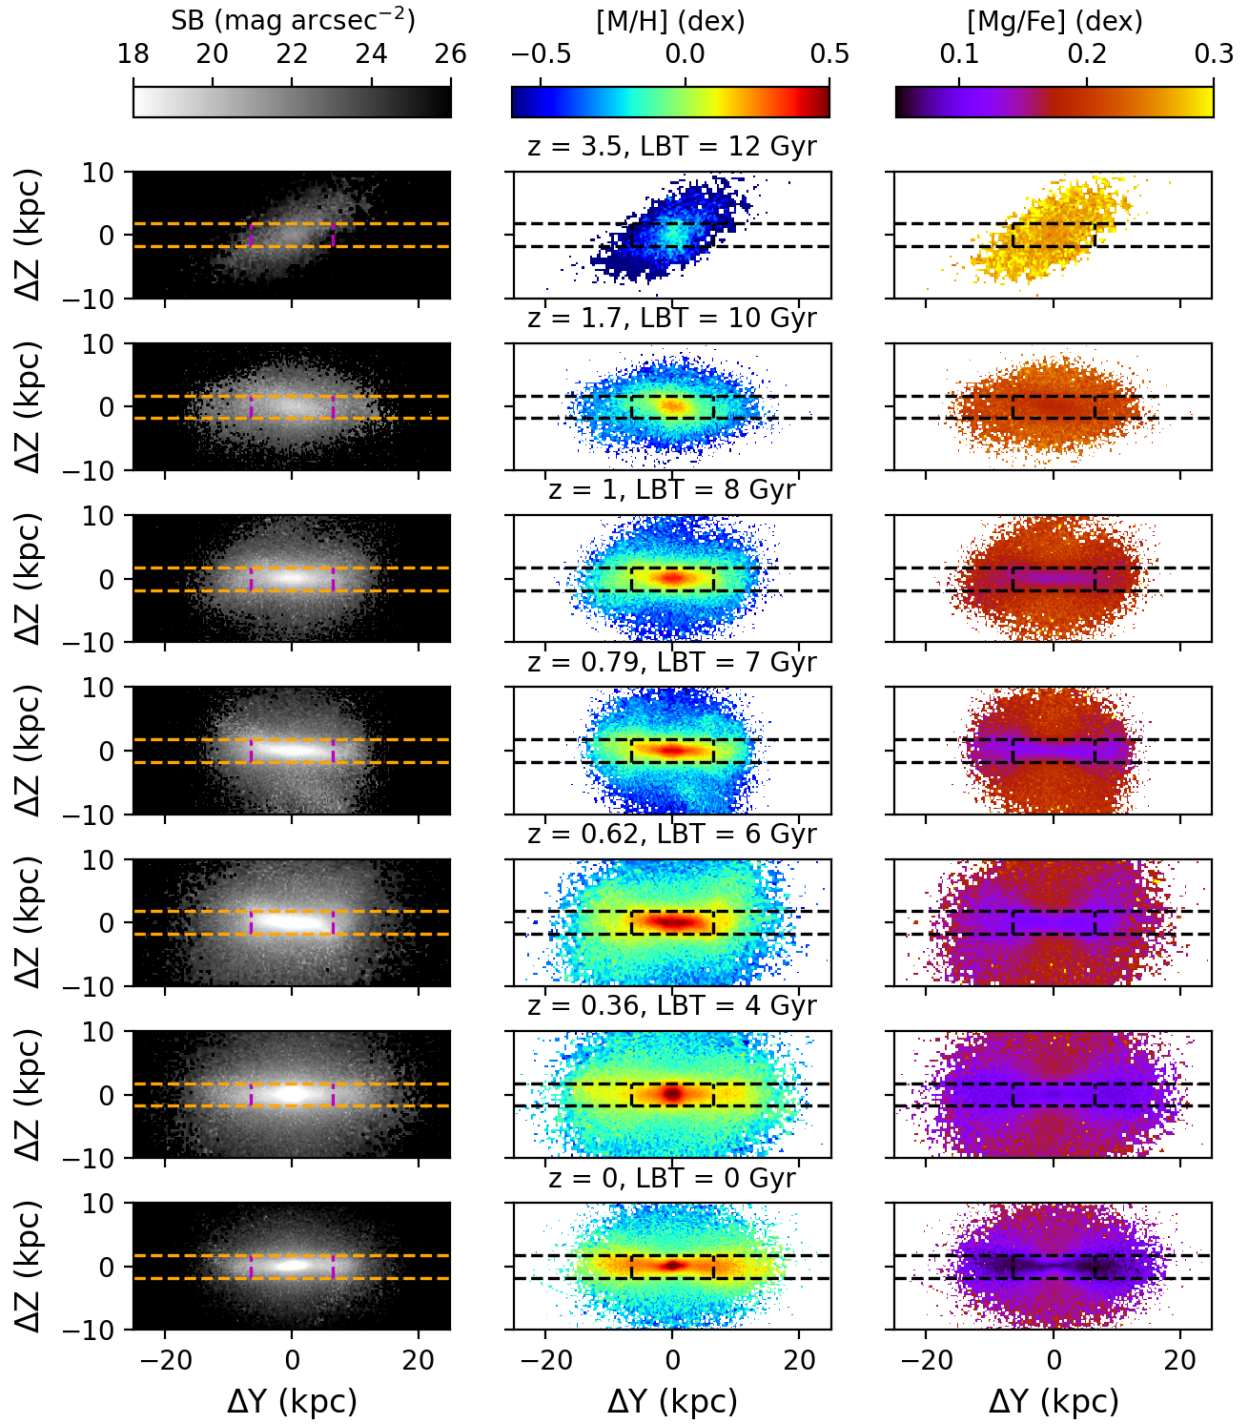 SB (mag arcsec⁻²) [M/H] (dex) [Mg/Fe] (dex)
18 20 22 24 26 −0.5 0.0 0.5 0.1 0.2 0.3
z = 3.5, LBT = 12 Gyr
10
0
−10
ΔZ (kpc)
z = 1.7, LBT = 10 Gyr
10
0
−10
ΔZ (kpc)
z = 1, LBT = 8 Gyr
10
0
−10
ΔZ (kpc)
z = 0.79, LBT = 7 Gyr
10
0
−10
ΔZ (kpc)
z = 0.62, LBT = 6 Gyr
10
0
−10
ΔZ (kpc)
z = 0.36, LBT = 4 Gyr
10
0
−10
ΔZ (kpc)
z = 0, LBT = 0 Gyr
10
0
−10
ΔZ (kpc)
−20 0 20 −20 0 20 −20 0 20
ΔY (kpc) ΔY (kpc) ΔY (kpc)